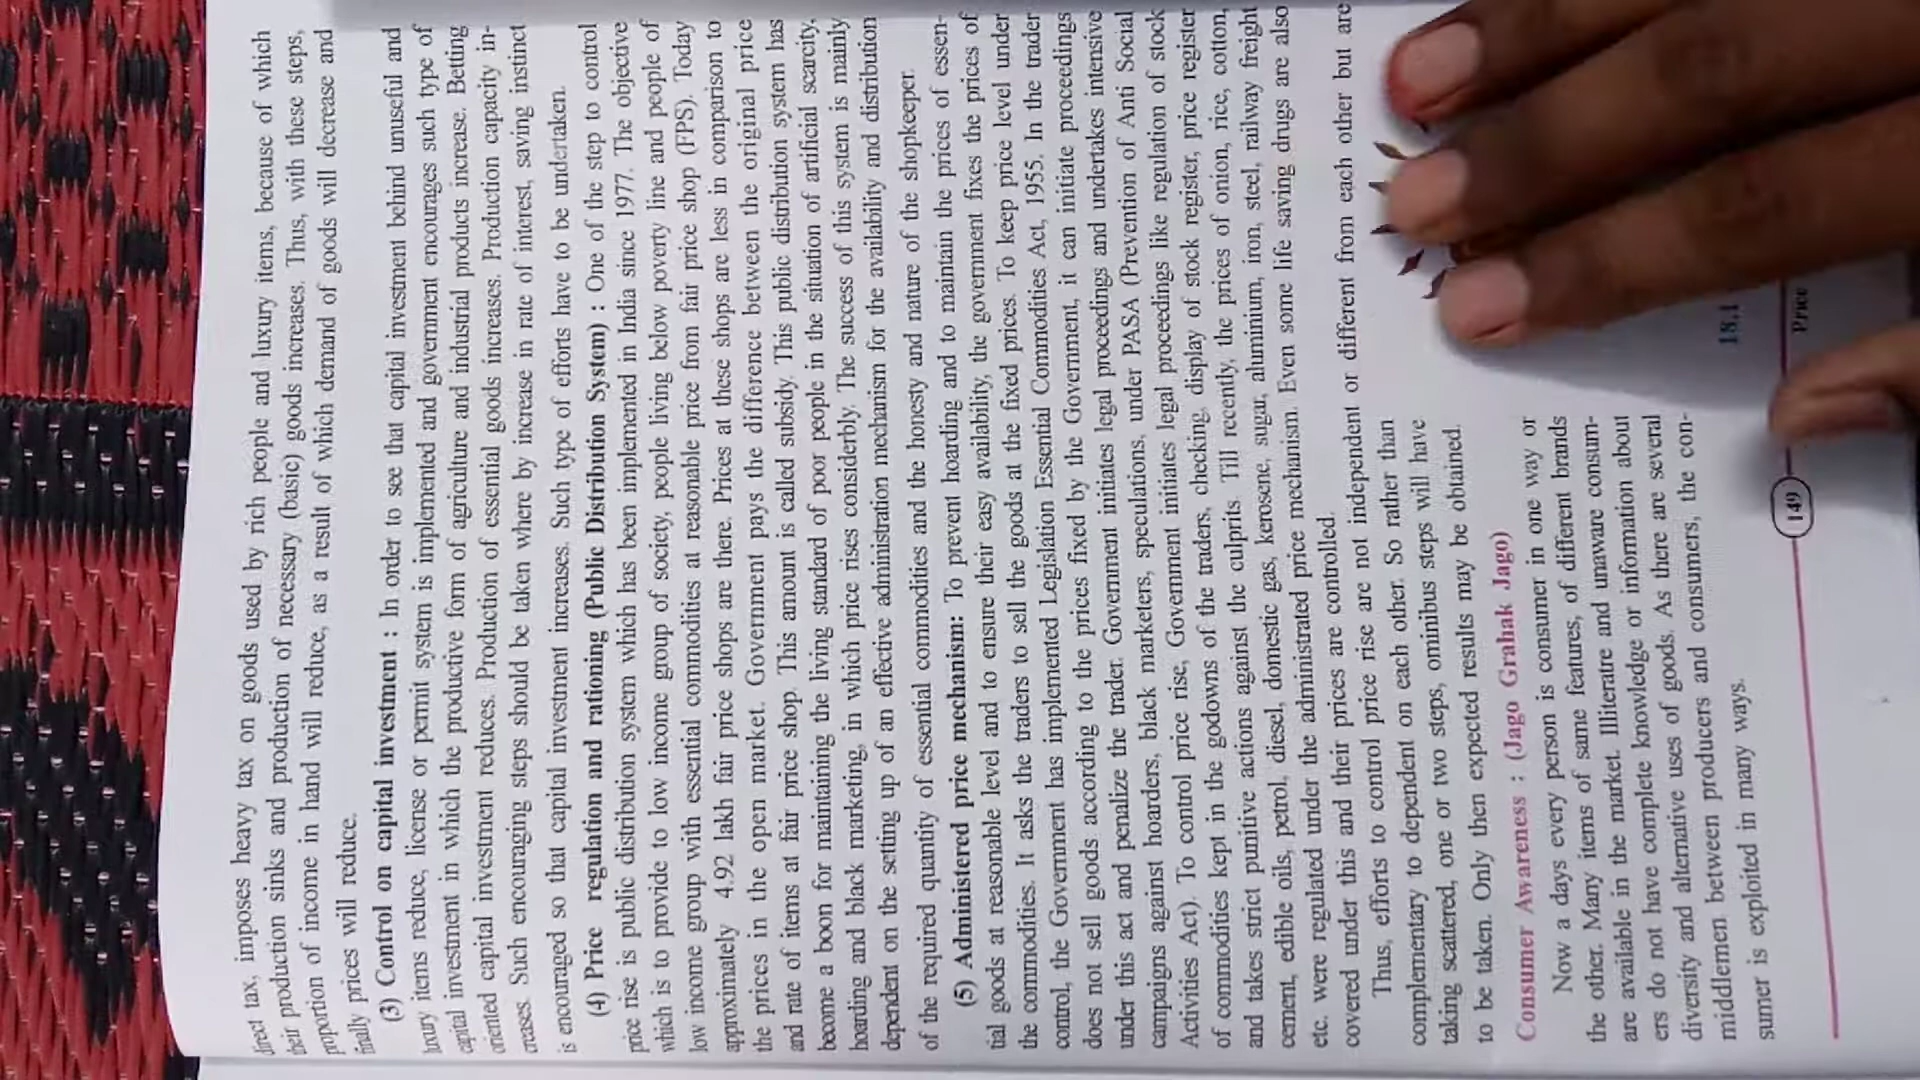 direct tax, imposes heavy tax on goods used by rich people and luxury items, because of which
their production sinks and production of necessary (basic) goods increases. Thus, with these steps,
proportion of income in hand will reduce, as a result of which demand of goods will decrease and
finally prices will reduce.
(3) Control on capital investment : In order to see that capital investment behind unuseful and
luxury items reduce, license or permit system is implemented and government encourages such type of
capital investment in which the productive form of agriculture and industrial products increase. Betting
oriented capital investment reduces. Production of essential goods increases. Production capacity in-
creases. Such encouraging steps should be taken where by increase in rate of interest, saving instinct
is encouraged so that capital investment increases. Such type of efforts have to be undertaken.
(4) Price regulation and rationing (Public Distribution System) : One of the step to control
price rise is public distribution system which has been implemented in India since 1977. The objective
which is to provide to low income group of society, people living below poverty line and people of
low income group with essential commodities at reasonable price from fair price shop (FPS). Today
approximately 4.92 lakh fair price shops are there. Prices at these shops are less in comparison to
the prices in the open market. Government pays the difference between the original price
and rate of items at fair price shop. This amount is called subsidy. This public distribution system has
become a boon for maintaining the living standard of poor people in the situation of artificial scarcity,
hoarding and black marketing, in which price rises considerbly. The success of this system is mainly
dependent on the setting up of an effective administration mechanism for the availability and distribution
of the required quantity of essential commodities and the honesty and nature of the shopkeeper.
(5) Administered price mechanism: To prevent hoarding and to maintain the prices of essen-
tial goods at reasonable level and to ensure their easy availability, the government fixes the prices of
the commodities. It asks the traders to sell the goods at the fixed prices. To keep price level under
control, the Government has implemented Legislation Essential Commodities Act, 1955. In the trader
does not sell goods according to the prices fixed by the Government, it can initiate proceedings
under this act and penalize the trader. Government initiates legal proceedings and undertakes intensive
campaigns against hoarders, black marketers, speculations, under PASA (Prevention of Anti Social
Activities Act). To control price rise, Government initiates legal proceedings like regulation of stock
of commodities kept in the godowns of the traders, checking, display of stock register, price register
and takes strict punitive actions against the culprits. Till recently, the prices of onion, rice, cotton,
cement, edible oils, petrol, diesel, domestic gas, kerosene, sugar, aluminium, iron, steel, railway freight
etc. were regulated under the administrated price mechanism. Even some life saving drugs are also
covered under this and their prices are controlled.
Thus, efforts to control price rise are not independent or different from each other but are
complementary to dependent on each other. So rather than
taking scattered, one or two steps, ominibus steps will have
to be taken. Only then expected results may be obtained.
Consumer Awareness : (Jago Grahak Jago)
Now a days every person is consumer in one way or
the other. Many items of same features, of different brands
are available in the market. Illiteratre and unaware consum-
ers do not have complete knowledge or information about
diversity and alternative uses of goods. As there are several
middlemen between producers and consumers, the con-
sumer is exploited in many ways.
18.1
149
Price